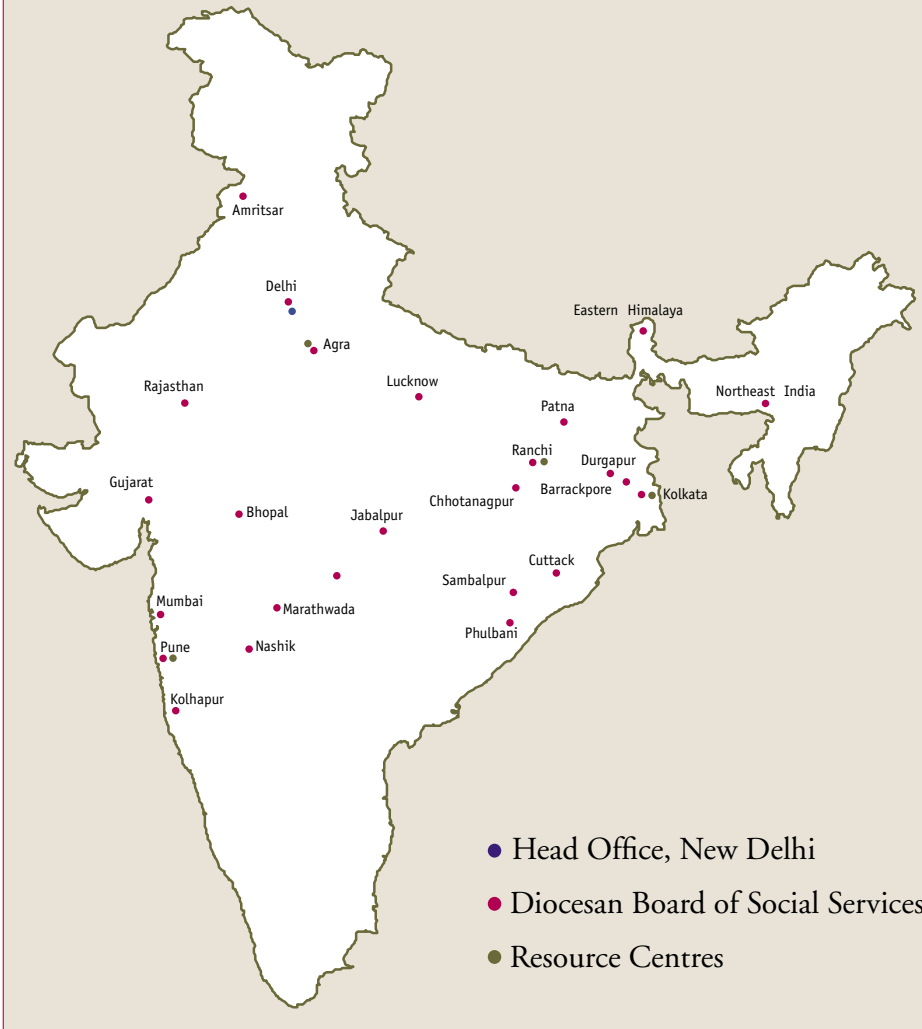 Amritsar
Delhi
Agra
Eastern Himalaya
Rajasthan
Lucknow
Northeast India
Patna
Ranchi
Durgapur
Gujarat
Chhotanagpur
Barrackpore
Kolkata
Bhopal
Jabalpur
Cuttack
Sambalpur
Mumbai
Marathwada
Phulbani
Pune
Nashik
Kolhapur
Head Office, New Delhi
Diocesan Board of Social Services
Resource Centres